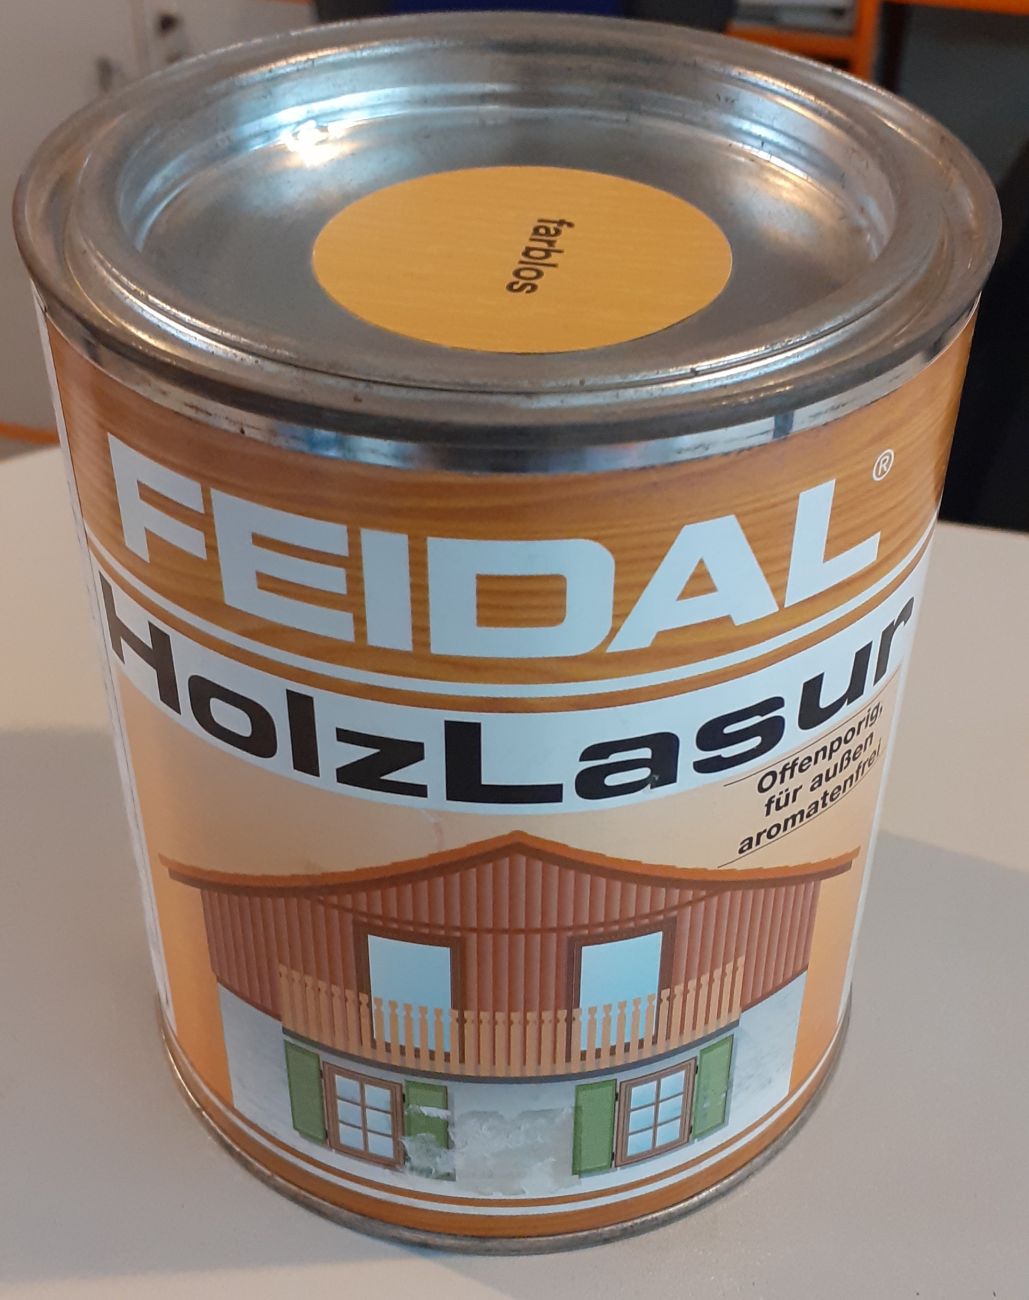 farblos
FEIDAL®
HolzLasur
Offenporig,
für außen
aromatenfrei